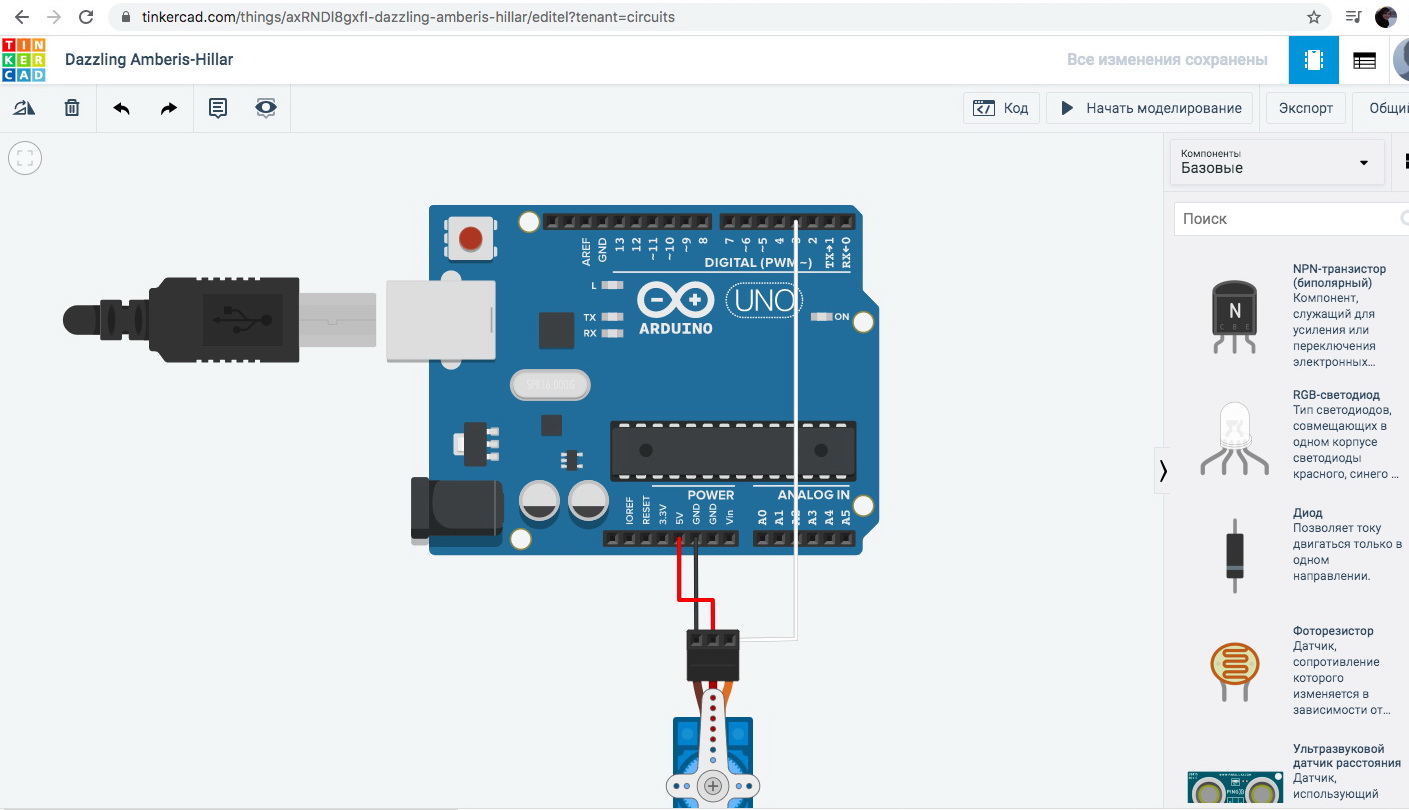 tinkercad.com/things/axRNDl8gxfl-dazzling-amberis-hillar/editel?tenant=circuits
TIN
KER
CAD
Dazzling Amberis-Hillar
Все изменения сохранены
Код
Начать моделирование
Экспорт
Общий
Компоненты
Базовые
Поиск
AREF
GND
13
12
~11
~10
~9
8
7
~6
~5
4
2
TX→1
RX←0
DIGITAL (PWM~)
L
TX
RX
ARDUINO
UNO
ON
POWER
ANALOG IN
IOREF
RESET
3.3V
5V
GND
GND
Vin
A0
A1
A2
A3
A4
A5
NPN-транзистор
(биполярный)
Компонент,
служащий для
усиления или
переключения
электронных...
N
C B E
RGB-светодиод
Тип светодиодов,
совмещающих в
одном корпусе
светодиоды
красного, синего ...
Диод
Позволяет току
двигаться только в
одном
направлении.
Фоторезистор
Датчик,
сопротивление
которого
изменяется в
зависимости от...
Ультразвуковой
датчик расстояния
Датчик,
использующий